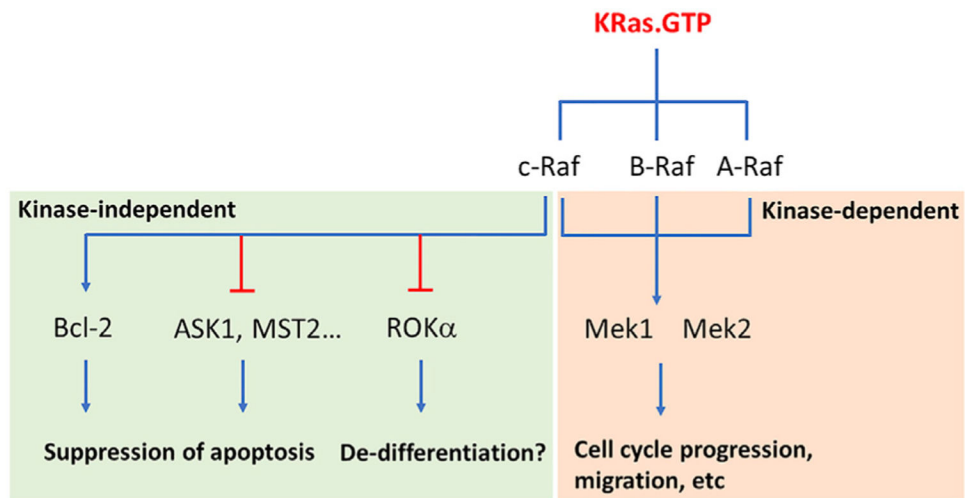 KRas.GTP
c-Raf B-Raf A-Raf
Kinase-independent
Kinase-dependent
Bcl-2 ASK1, MST2... ROKα
Mek1 Mek2
Suppression of apoptosis
De-differentiation?
Cell cycle progression,
migration, etc